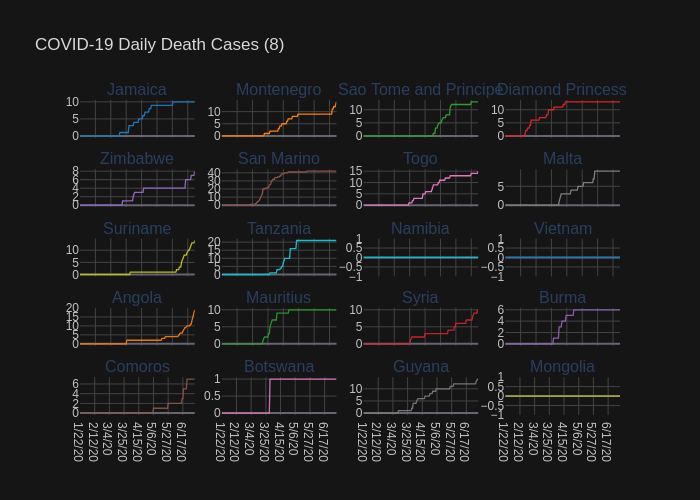 COVID-19 Daily Death Cases (8)
Jamaica Montenegro Sao Tome and Principe Diamond Princess
10 5 0 10 5 0 10 5 0 10 5 0
Zimbabwe San Marino Togo Malta
8 6 4 2 0 40 30 20 10 0 15 10 5 0 5 0
Suriname Tanzania Namibia Vietnam
10 5 0 20 15 10 5 0 1 0.5 0 −0.5 −1 1 0.5 0 −0.5 −1
Angola Mauritius Syria Burma
20 15 10 5 0 10 5 0 10 5 0 6 4 2 0
Comoros Botswana Guyana Mongolia
6 4 2 0 1 0.5 0 10 5 0 1 0.5 0 −0.5 −1
1/22/20 2/12/20 3/4/20 3/25/20 4/15/20 5/6/20 5/27/20 6/17/20 1/22/20 2/12/20 3/4/20 3/25/20 4/15/20 5/6/20 5/27/20 6/17/20 1/22/20 2/12/20 3/4/20 3/25/20 4/15/20 5/6/20 5/27/20 6/17/20 1/22/20 2/12/20 3/4/20 3/25/20 4/15/20 5/6/20 5/27/20 6/17/20